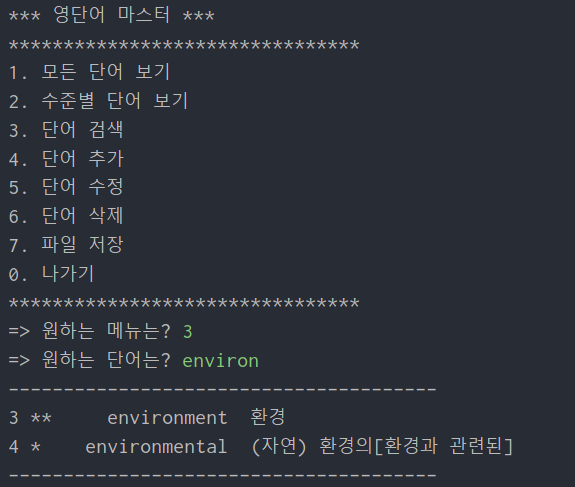 *** 영단어 마스터 ***
********************************
1. 모든 단어 보기
2. 수준별 단어 보기
3. 단어 검색
4. 단어 추가
5. 단어 수정
6. 단어 삭제
7. 파일 저장
0. 나가기
********************************
=> 원하는 메뉴는? 3
=> 원하는 단어는? environ
---------------------------------------
3 **     environment  환경
4 *    environmental  (자연) 환경의[환경과 관련된]
---------------------------------------